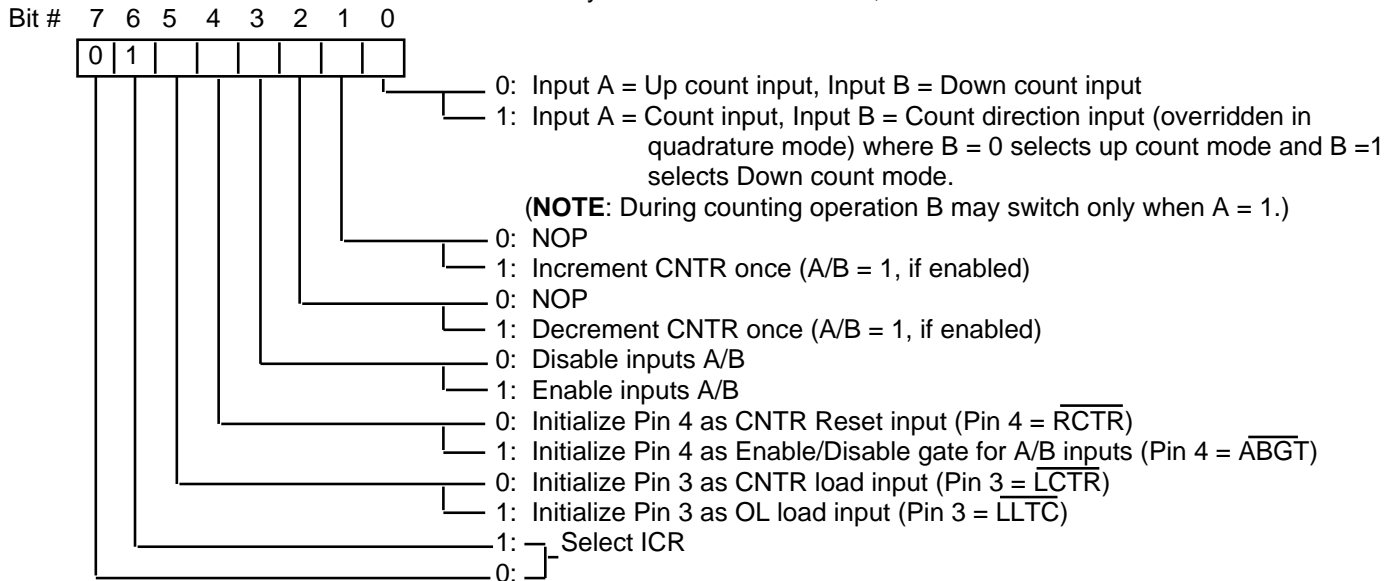 Bit # 7 6 5 4 3 2 1 0
0 1
0: Input A = Up count input, Input B = Down count input
1: Input A = Count input, Input B = Count direction input (overridden in
quadrature mode) where B = 0 selects up count mode and B =1
selects Down count mode.
(NOTE: During counting operation B may switch only when A = 1.)
0: NOP
1: Increment CNTR once (A/B = 1, if enabled)
0: NOP
1: Decrement CNTR once (A/B = 1, if enabled)
0: Disable inputs A/B
1: Enable inputs A/B
0: Initialize Pin 4 as CNTR Reset input (Pin 4 = R̅C̅T̅R̅)
1: Initialize Pin 4 as Enable/Disable gate for A/B inputs (Pin 4 = A̅B̅G̅T̅)
0: Initialize Pin 3 as CNTR load input (Pin 3 = L̅C̅T̅R̅)
1: Initialize Pin 3 as OL load input (Pin 3 = L̅L̅T̅C̅)
1: Select ICR
0: